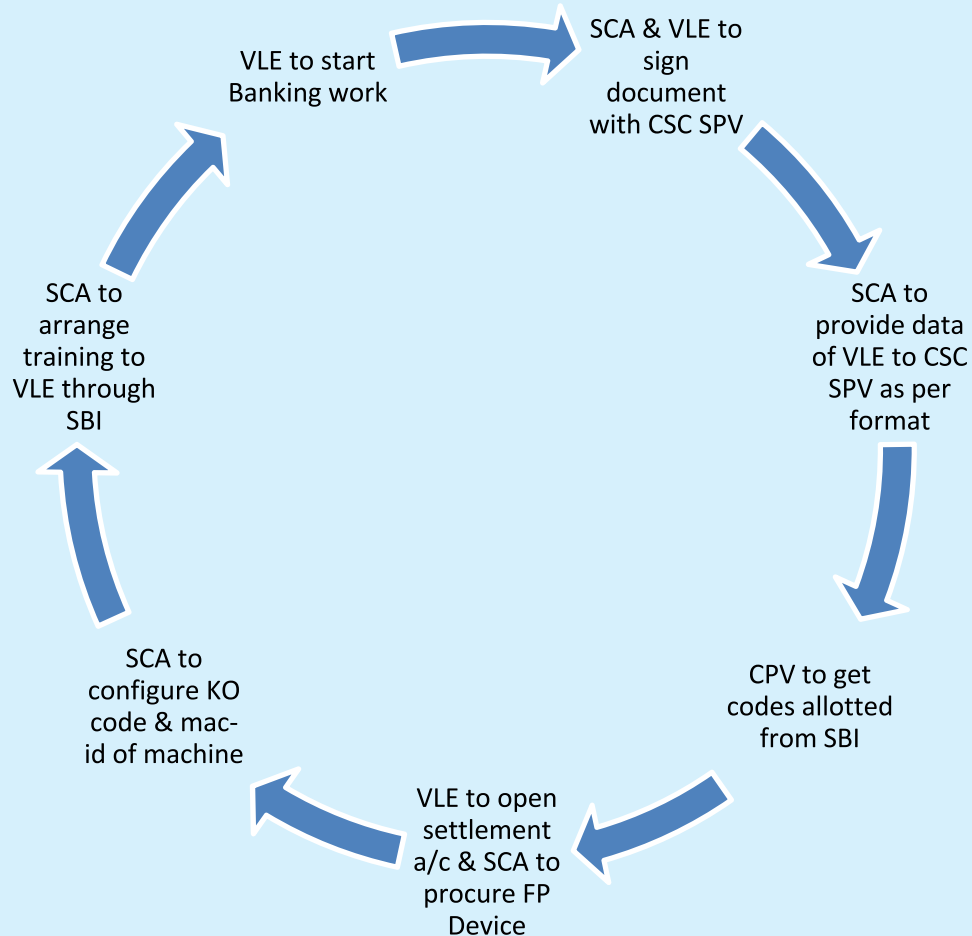 VLE to start
Banking work
SCA & VLE to
sign
document
with CSC SPV
SCA to
provide data
of VLE to CSC
SPV as per
format
CPV to get
codes allotted
from SBI
VLE to open
settlement
a/c & SCA to
procure FP
Device
SCA to
configure KO
code & mac-
id of machine
SCA to
arrange
training to
VLE through
SBI